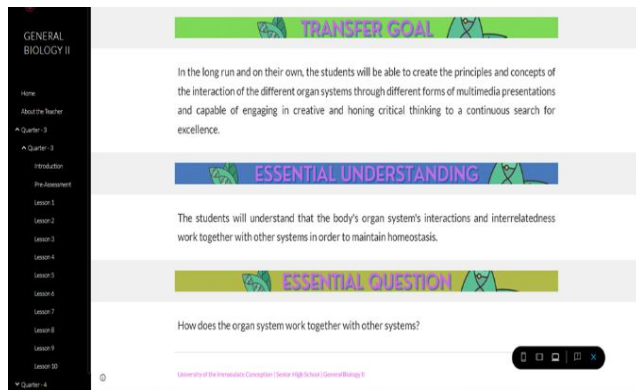 GENERAL
BIOLOGY II
Home
About the Teacher
Quarter - 3
Quarter - 3
Introduction
Pre-Assessment
Lesson 1
Lesson 2
Lesson 3
Lesson 4
Lesson 5
Lesson 6
Lesson 7
Lesson 8
Lesson 9
Lesson 10
Quarter - 4
TRANSFER GOAL
In the long run and on their own, the students will be able to create the principles and concepts of
the interaction of the different organ systems through different forms of multimedia presentations
and capable of engaging in creative and honing critical thinking to a continuous search for
excellence.
ESSENTIAL UNDERSTANDING
The students will understand that the body's organ system's interactions and interrelatedness
work together with other systems in order to maintain homeostasis.
ESSENTIAL QUESTION
How does the organ system work together with other systems?
University of the Immaculate Conception | Senior High School | General Biology II